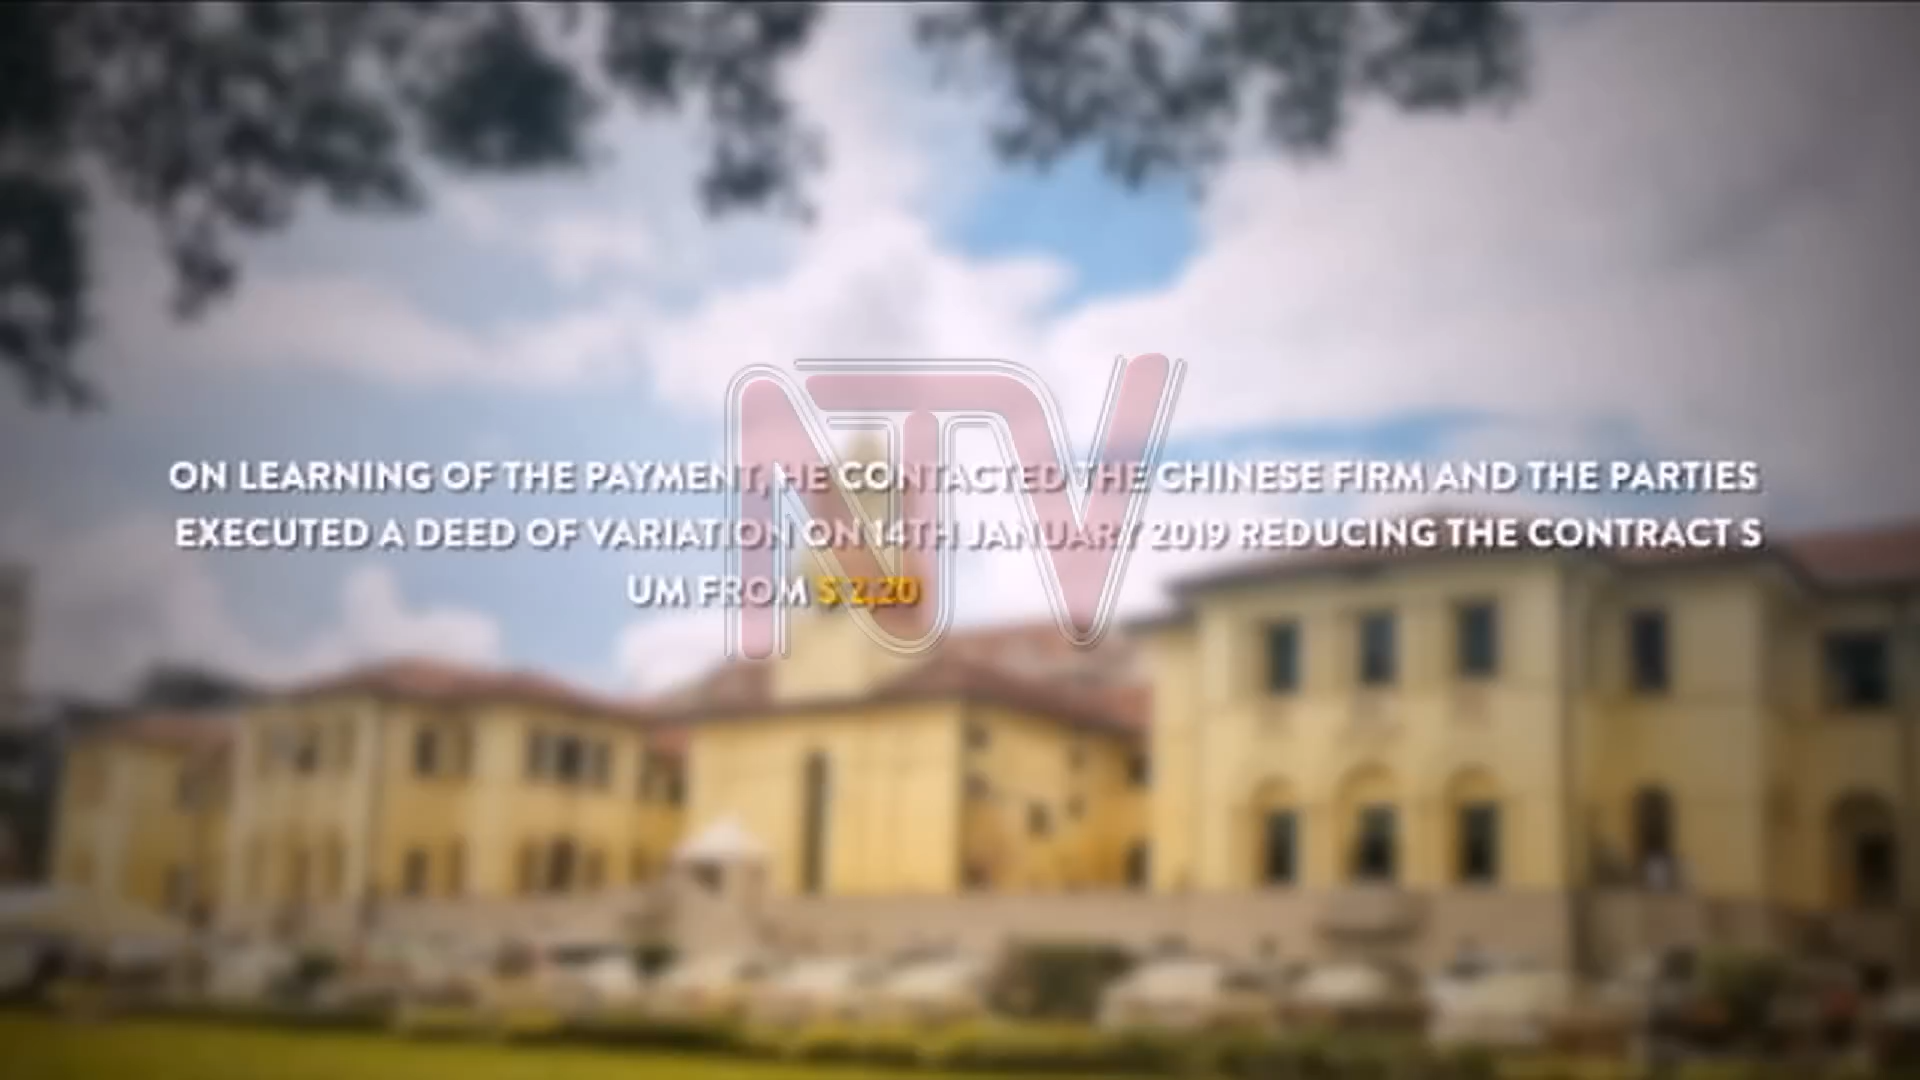 NTV
ON LEARNING OF THE PAYMENT, HE CONTACTED THE CHINESE FIRM AND THE PARTIES
EXECUTED A DEED OF VARIATION ON 14TH JANUARY 2019 REDUCING THE CONTRACT S
UM FROM $ 2,20